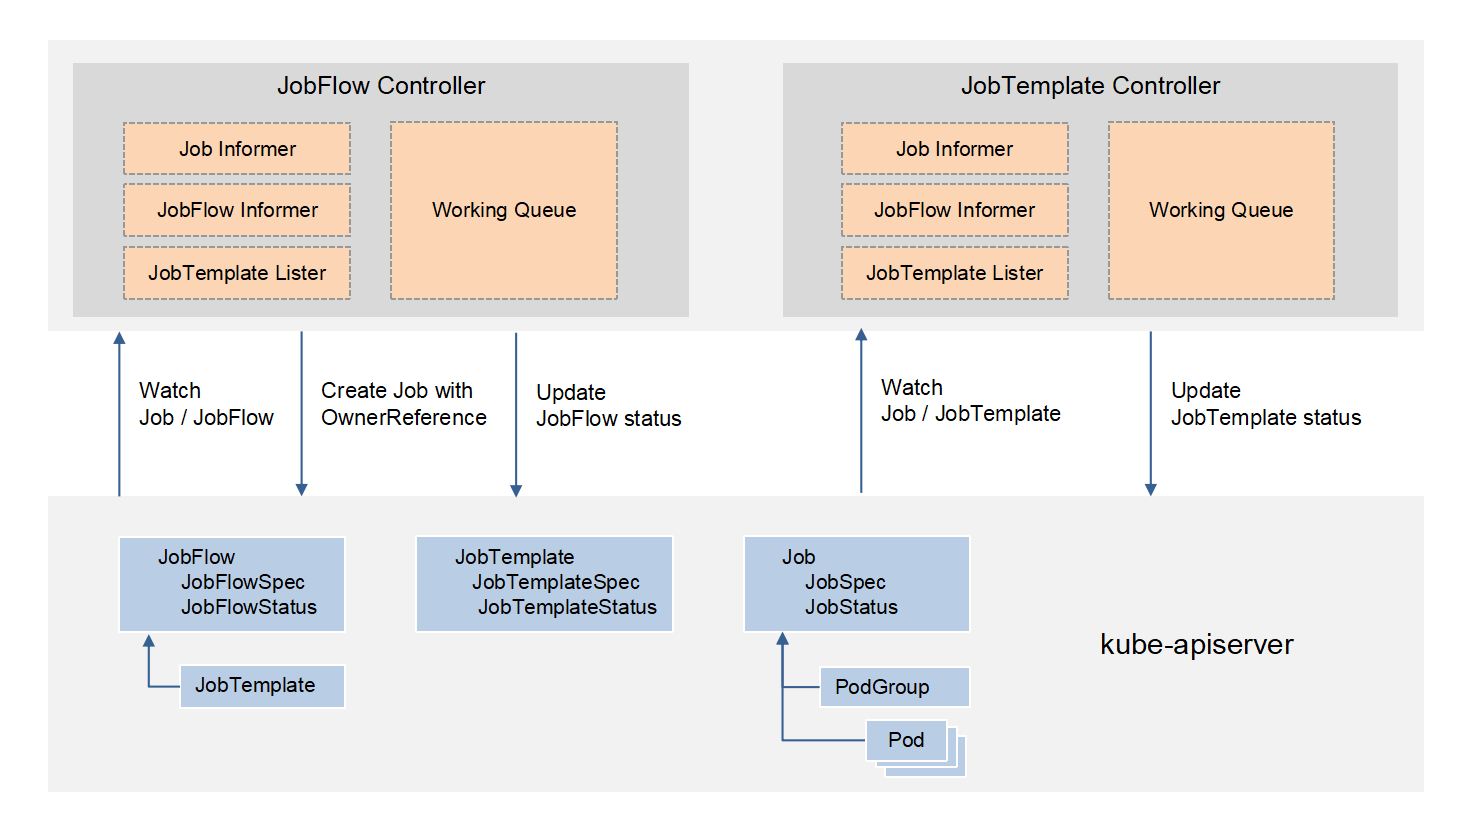 JobFlow Controller
Job Informer
JobFlow Informer
JobTemplate Lister
Working Queue
JobTemplate Controller
Job Informer
JobFlow Informer
JobTemplate Lister
Working Queue
Watch
Job / JobFlow
Create Job with
OwnerReference
Update
JobFlow status
Watch
Job / JobTemplate
Update
JobTemplate status
JobFlow
JobFlowSpec
JobFlowStatus
JobTemplate
JobTemplate
JobTemplateSpec
JobTemplateStatus
Job
JobSpec
JobStatus
PodGroup
Pod
kube-apiserver